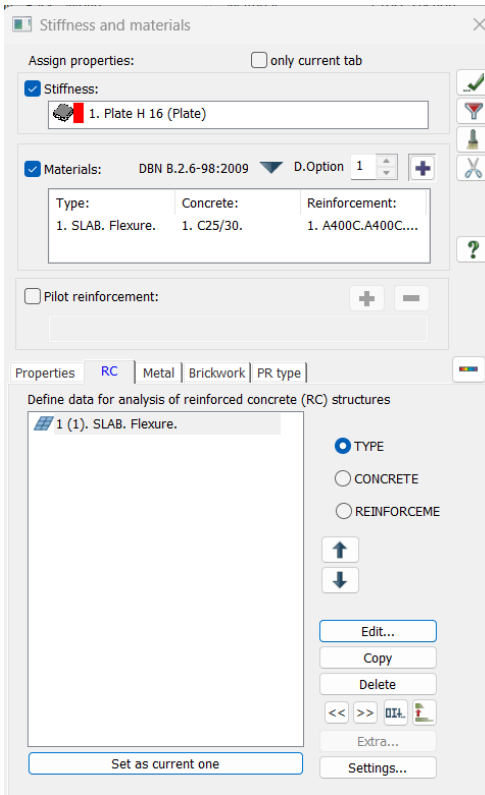 Stiffness and materials
Assign properties: only current tab
Stiffness:
1. Plate H 16 (Plate)
Materials: DBN B.2.6-98:2009 D.Option 1
Type: Concrete: Reinforcement:
1. SLAB. Flexure. 1. C25/30. 1. A400C.A400C....
Pilot reinforcement:
Properties RC Metal Brickwork PR type
Define data for analysis of reinforced concrete (RC) structures
1 (1). SLAB. Flexure.
TYPE
CONCRETE
REINFORCEME
Edit...
Copy
Delete
<< >>
Extra...
Set as current one
Settings...